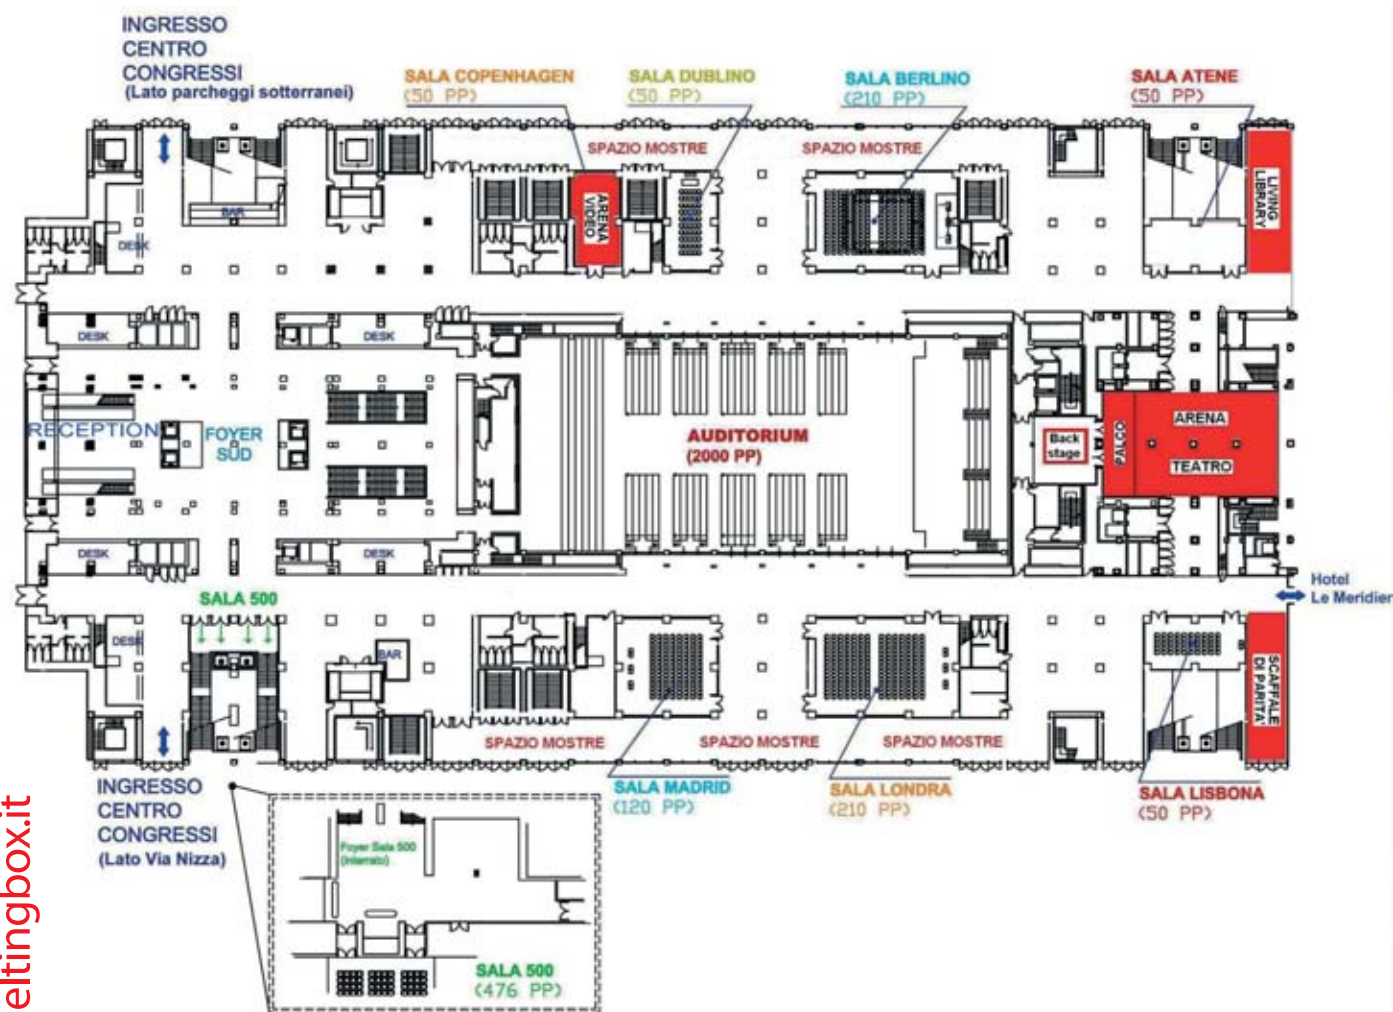 INGRESSO
CENTRO
CONGRESSI
(Lato parcheggi sotterranei)
SALA COPENHAGEN
(50 PP)
SALA DUBLINO
(50 PP)
SALA BERLINO
(210 PP)
SALA ATENE
(50 PP)
SPAZIO MOSTRE
SPAZIO MOSTRE
ARENA
VIDEO
LIVING
LIBRARY
BAR
DESK
DESK
DESK
RECEPTION
FOYER
SUD
AUDITORIUM
(2000 PP)
Back
stage
PALCO
ARENA
TEATRO
DESK
DESK
SALA 500
Hotel
Le Meridien
DESK
BAR
SCAFFALE
DI PARITA'
SPAZIO MOSTRE
SPAZIO MOSTRE
SPAZIO MOSTRE
INGRESSO
CENTRO
CONGRESSI
(Lato Via Nizza)
SALA MADRID
(120 PP)
SALA LONDRA
(210 PP)
SALA LISBONA
(50 PP)
Foyer Sala 500
(interrato)
SALA 500
(476 PP)
eltingbox.it